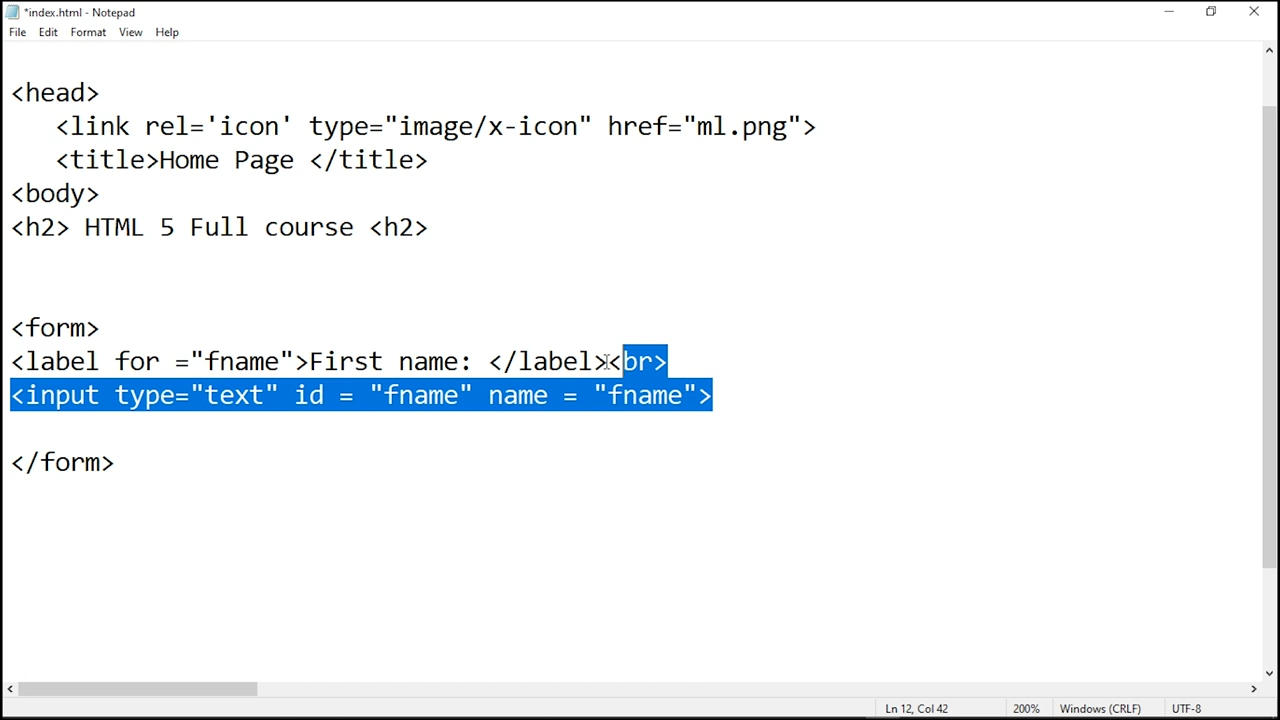 *index.html - Notepad
File Edit Format View Help
<head>
<link rel='icon' type="image/x-icon" href="ml.png">
<title>Home Page </title>
<body>
<h2> HTML 5 Full course <h2>
<form>
<label for ="fname">First name: </label><br>
<input type="text" id = "fname" name = "fname">
</form>
Ln 12, Col 42 200% Windows (CRLF) UTF-8